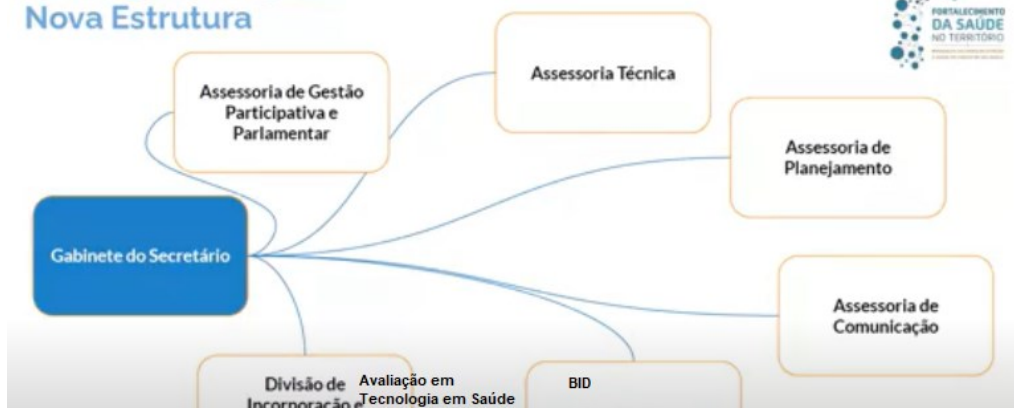 Nova Estrutura
FORTALECIMENTO
DA SAÚDE
NO TERRITÓRIO
Assessoria de Gestão
Participativa e
Parlamentar
Assessoria Técnica
Assessoria de
Planejamento
Gabinete do Secretário
Assessoria de
Comunicação
Divisão de
Incorporação e
Avaliação em
Tecnologia em Saúde
BID